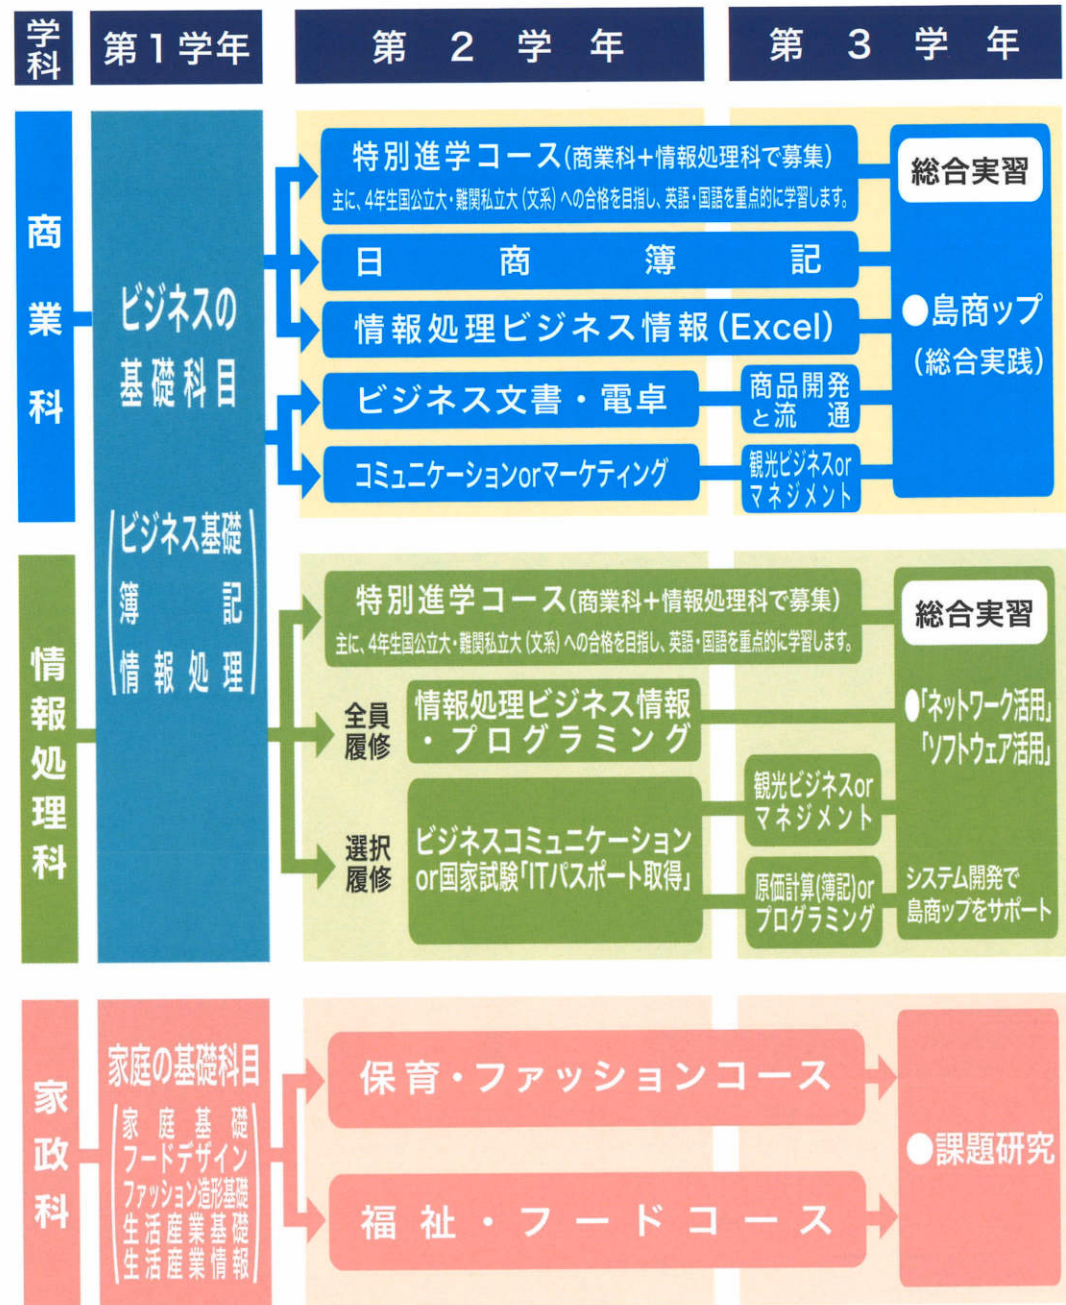 学科
第1学年
第2学年
第3学年
商業科
ビジネスの
基礎科目
ビジネス基礎
簿記
情報処理
特別進学コース(商業科+情報処理科で募集)
主に、4年生国公立大・難関私立大(文系)への合格を目指し、英語・国語を重点的に学習します。
日商簿記
情報処理ビジネス情報(Excel)
ビジネス文書・電卓
コミュニケーションorマーケティング
商品開発
と流通
観光ビジネスor
マネジメント
総合実習
●島商ップ
(総合実践)
情報処理科
特別進学コース(商業科+情報処理科で募集)
主に、4年生国公立大・難関私立大(文系)への合格を目指し、英語・国語を重点的に学習します。
全員
履修
情報処理ビジネス情報
・プログラミング
選択
履修
ビジネスコミュニケーション
or国家試験「ITパスポート取得」
観光ビジネスor
マネジメント
原価計算(簿記)or
プログラミング
総合実習
●「ネットワーク活用」
「ソフトウェア活用」
システム開発で
島商ップをサポート
家政科
家庭の基礎科目
家庭基礎
フードデザイン
ファッション造形基礎
生活産業基礎
生活産業情報
保育・ファッションコース
福祉・フードコース
●課題研究